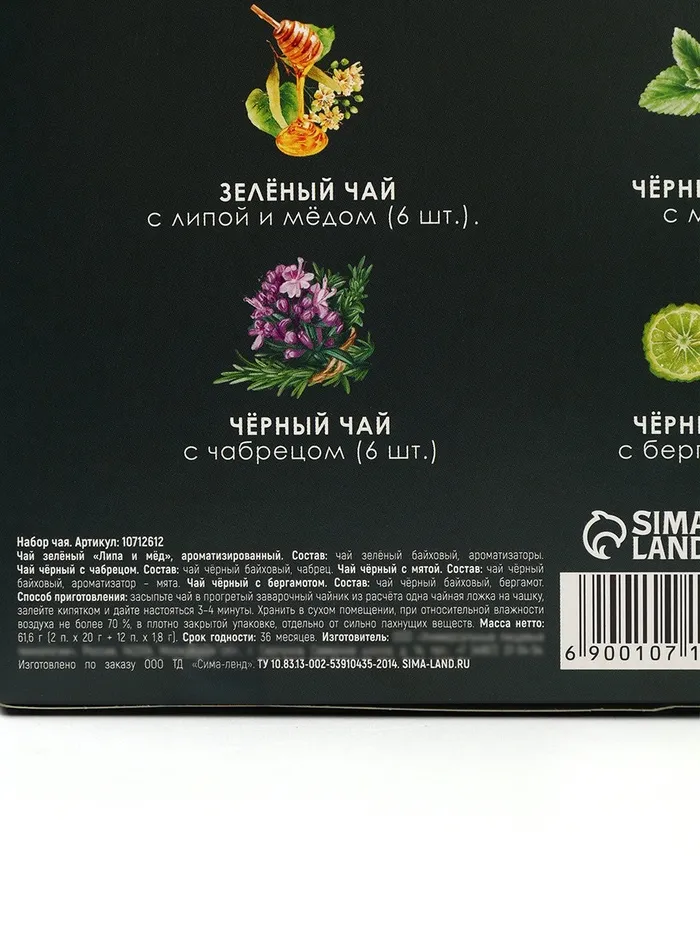 ЗЕЛЁНЫЙ ЧАЙ
с липой и мёдом (6 шт.).
ЧЁРН
с м
ЧЁРНЫЙ ЧАЙ
с чабрецом (6 шт.)
ЧЁРН
с бер
SIMA
LAND
Набор чая. Артикул: 10712612
Чай зелёный «Липа и мёд», ароматизированный. Состав: чай зелёный байховый, ароматизаторы.
Чай чёрный с чабрецом. Состав: чай чёрный байховый, чабрец. Чай чёрный с мятой. Состав: чай чёрный
байховый, ароматизатор – мята. Чай чёрный с бергамотом. Состав: чай чёрный байховый, бергамот.
Способ приготовления: засыпьте чай в прогретый заварочный чайник из расчёта одна чайная ложка на чашку,
залейте кипятком и дайте настояться 3–4 минуты. Хранить в сухом помещении, при относительной влажности
воздуха не более 70 %, в плотно закрытой упаковке, отдельно от сильно пахнущих веществ. Масса нетто:
61,6 г (2 п. х 20 г + 12 п. х 1,8 г). Срок годности: 36 месяцев. Изготовитель:
Изготовлено по заказу ООО ТД «Сима-ленд». ТУ 10.83.13-002-53910435-2014. SIMA-LAND.RU
6 900107 1